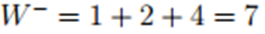 W⁻ = 1 + 2 + 4 = 7